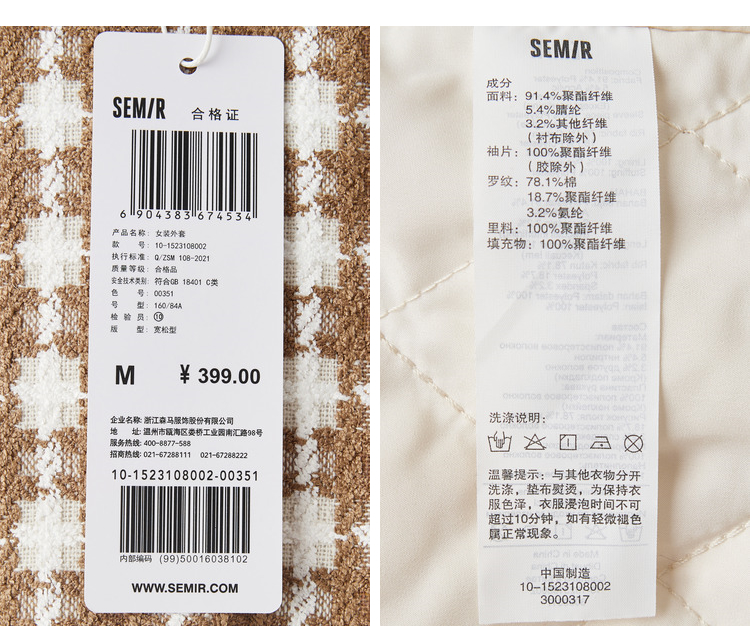 SEMIR
合格证
6 904383 674534
产品名称: 女装外套
款 号: 10-1523108002
执行标准: Q/ZSM 108-2021
质量等级: 合格品
安全技术类别: 符合GB 18401 C类
色 号: 00351
号 型: 160/84A
检 验 员: 10
版 型: 宽松型
M ¥ 399.00
企业名称: 浙江森马服饰股份有限公司
地 址: 温州市瓯海区娄桥工业园南汇路98号
服务热线: 400-8877-588
招商热线: 021-67288111 021-67288222
10-1523108002-00351
内部编码 (99)50016038102
WWW.SEMIR.COM
SEMIR
成分
面料: 91.4%聚酯纤维
5.4%腈纶
3.2%其他纤维
(衬布除外)
袖片: 100%聚酯纤维
(胶除外)
罗纹: 78.1%棉
18.7%聚酯纤维
3.2%氨纶
里料: 100%聚酯纤维
填充物: 100%聚酯纤维
洗涤说明:
温馨提示: 与其他衣物分开
洗涤, 垫布熨烫, 为保持衣
服色泽, 衣服浸泡时间不可
超过10分钟, 如有轻微褪色
属正常现象。
中国制造
10-1523108002
3000317